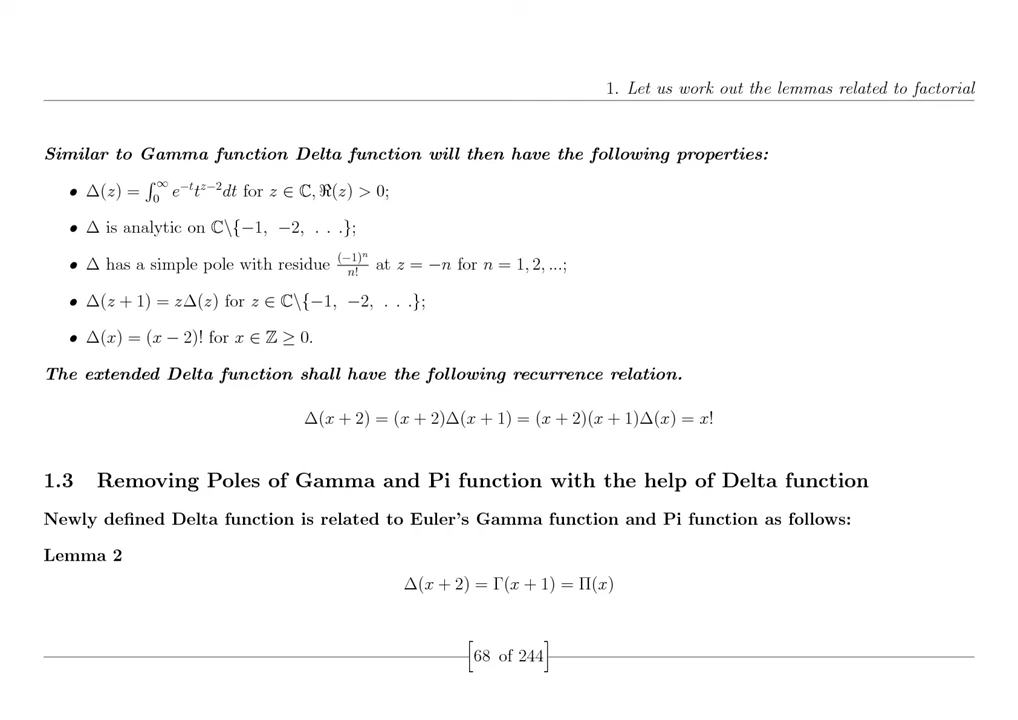 1. Let us work out the lemmas related to factorial
Similar to Gamma function Delta function will then have the following properties:
• Δ(z) = ∫₀^∞ e^{−t}t^{z−2}dt for z ∈ ℂ, ℜ(z) > 0;
• Δ is analytic on ℂ\{−1, −2, . . .};
• Δ has a simple pole with residue (−1)^n/n! at z = −n for n = 1, 2, ...;
• Δ(z + 1) = zΔ(z) for z ∈ ℂ\{−1, −2, . . .};
• Δ(x) = (x − 2)! for x ∈ ℤ ≥ 0.
The extended Delta function shall have the following recurrence relation.
Δ(x + 2) = (x + 2)Δ(x + 1) = (x + 2)(x + 1)Δ(x) = x!
1.3 Removing Poles of Gamma and Pi function with the help of Delta function
Newly defined Delta function is related to Euler's Gamma function and Pi function as follows:
Lemma 2
Δ(x + 2) = Γ(x + 1) = Π(x)
[68 of 244]